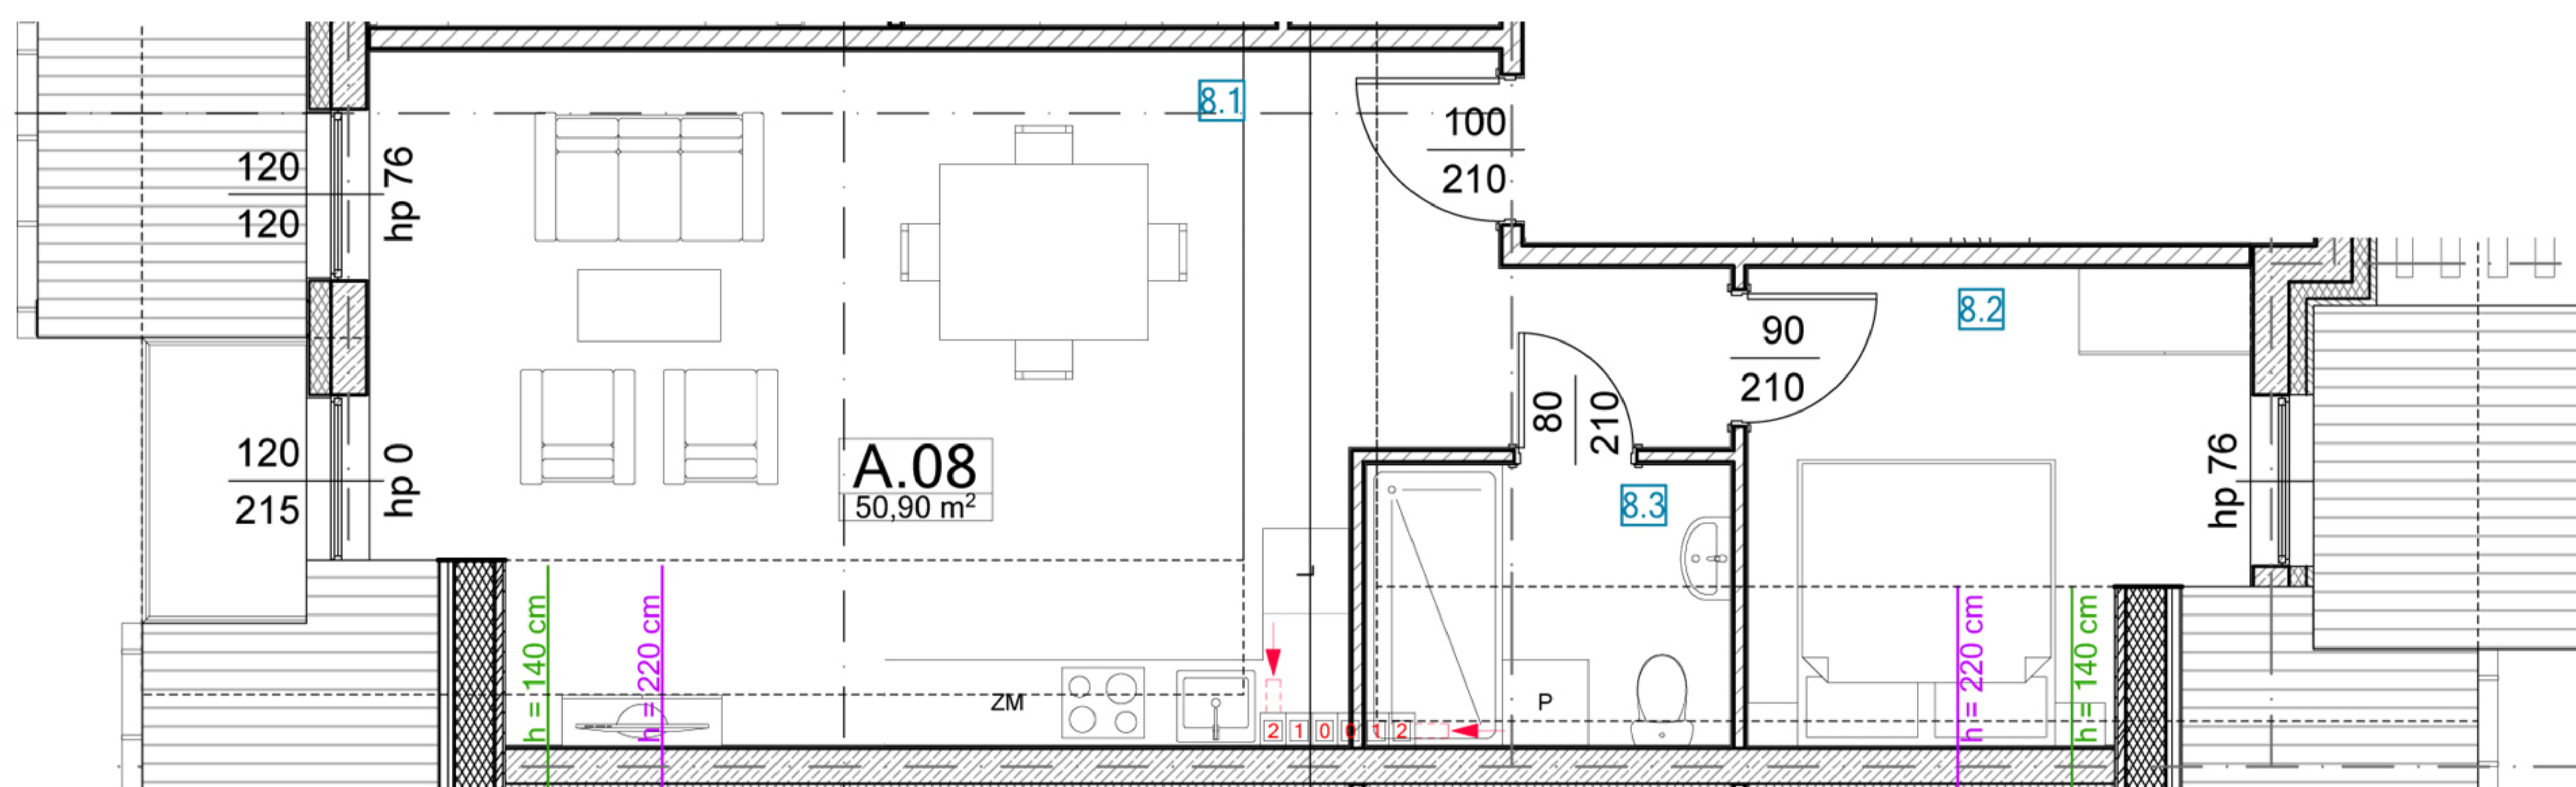 8.1
100
210
120
120
hp 76
8.2
90
210
80
210
120
215
hp 0
A.08
50,90 m²
8.3
hp 76
L
h = 140 cm
h = 220 cm
ZM
P
2 1 0 0 1 2
h = 220 cm
h = 140 cm